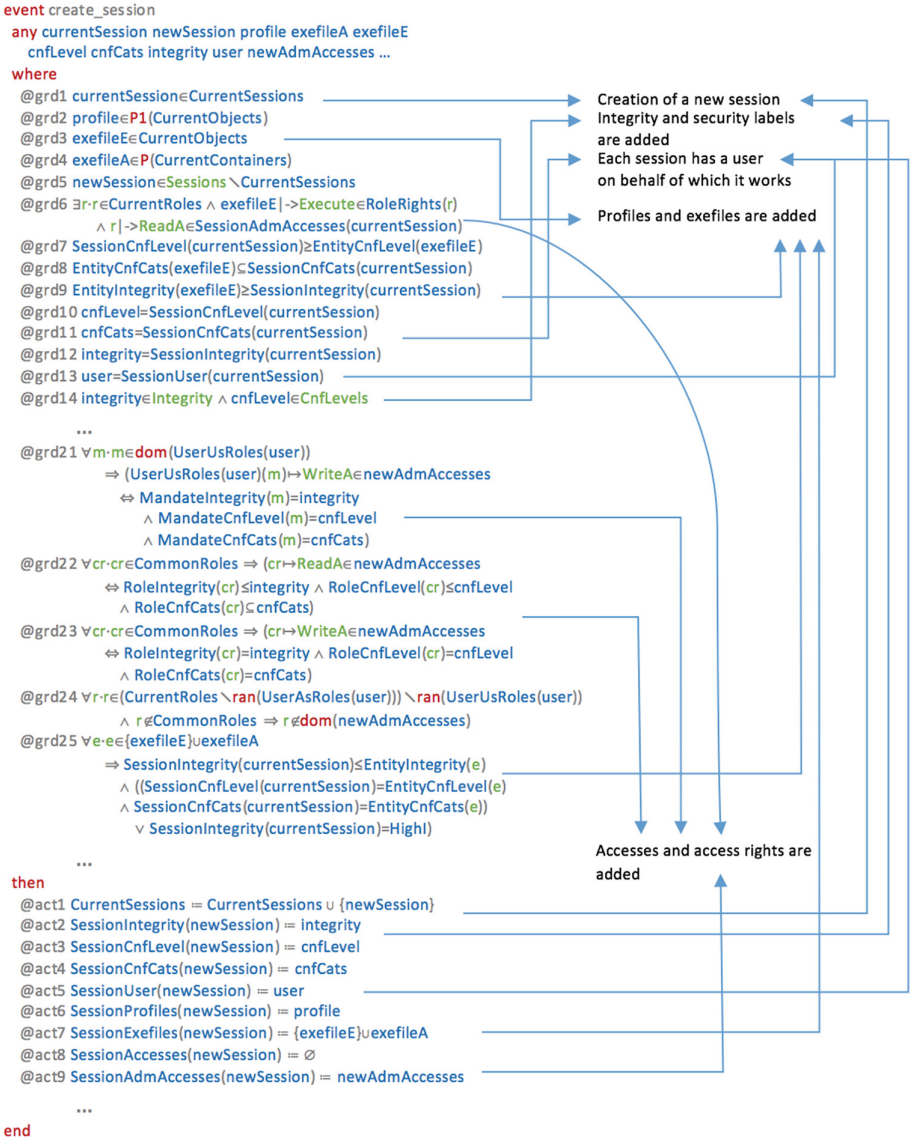 event create_session
any currentSession newSession profile exefileA exefileE
cnfLevel cnfCats integrity user newAdmAccesses ...
where
@grd1 currentSession∈CurrentSessions
@grd2 profile∈P1(CurrentObjects)
@grd3 exefileE∈CurrentObjects
@grd4 exefileA∈P(CurrentContainers)
@grd5 newSession∈Sessions∖CurrentSessions
@grd6 ∃r·r∈CurrentRoles ∧ exefileE|->Execute∈RoleRights(r)
∧ r|->ReadA∈SessionAdmAccesses(currentSession)
@grd7 SessionCnfLevel(currentSession)≥EntityCnfLevel(exefileE)
@grd8 EntityCnfCats(exefileE)⊆SessionCnfCats(currentSession)
@grd9 EntityIntegrity(exefileE)≥SessionIntegrity(currentSession)
@grd10 cnfLevel=SessionCnfLevel(currentSession)
@grd11 cnfCats=SessionCnfCats(currentSession)
@grd12 integrity=SessionIntegrity(currentSession)
@grd13 user=SessionUser(currentSession)
@grd14 integrity∈Integrity ∧ cnfLevel∈CnfLevels
...
@grd21 ∀m·m∈dom(UserUsRoles(user))
⇒ (UserUsRoles(user)(m)↦WriteA∈newAdmAccesses
⇔ MandateIntegrity(m)=integrity
∧ MandateCnfLevel(m)=cnfLevel
∧ MandateCnfCats(m)=cnfCats)
@grd22 ∀cr·cr∈CommonRoles ⇒ (cr↦ReadA∈newAdmAccesses
⇔ RoleIntegrity(cr)≤integrity ∧ RoleCnfLevel(cr)≤cnfLevel
∧ RoleCnfCats(cr)⊆cnfCats)
@grd23 ∀cr·cr∈CommonRoles ⇒ (cr↦WriteA∈newAdmAccesses
⇔ RoleIntegrity(cr)=integrity ∧ RoleCnfLevel(cr)=cnfLevel
∧ RoleCnfCats(cr)=cnfCats)
@grd24 ∀r·r∈(CurrentRoles∖ran(UserAsRoles(user)))∖ran(UserUsRoles(user))
∧ r∉CommonRoles ⇒ r∉dom(newAdmAccesses)
@grd25 ∀e·e∈{exefileE}∪exefileA
⇒ SessionIntegrity(currentSession)≤EntityIntegrity(e)
∧ ((SessionCnfLevel(currentSession)=EntityCnfLevel(e)
∧ SessionCnfCats(currentSession)=EntityCnfCats(e))
∨ SessionIntegrity(currentSession)=HighI)
...
then
@act1 CurrentSessions ≔ CurrentSessions ∪ {newSession}
@act2 SessionIntegrity(newSession) ≔ integrity
@act3 SessionCnfLevel(newSession) ≔ cnfLevel
@act4 SessionCnfCats(newSession) ≔ cnfCats
@act5 SessionUser(newSession) ≔ user
@act6 SessionProfiles(newSession) ≔ profile
@act7 SessionExefiles(newSession) ≔ {exefileE}∪exefileA
@act8 SessionAccesses(newSession) ≔ ∅
@act9 SessionAdmAccesses(newSession) ≔ newAdmAccesses
...
end
Creation of a new session
Integrity and security labels
are added
Each session has a user
on behalf of which it works
Profiles and exefiles are added
Accesses and access rights are
added